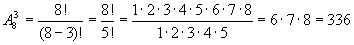 A₈³ = 8!/(8−3)! = 8!/5! = (1·2·3·4·5·6·7·8)/(1·2·3·4·5) = 6·7·8 = 336